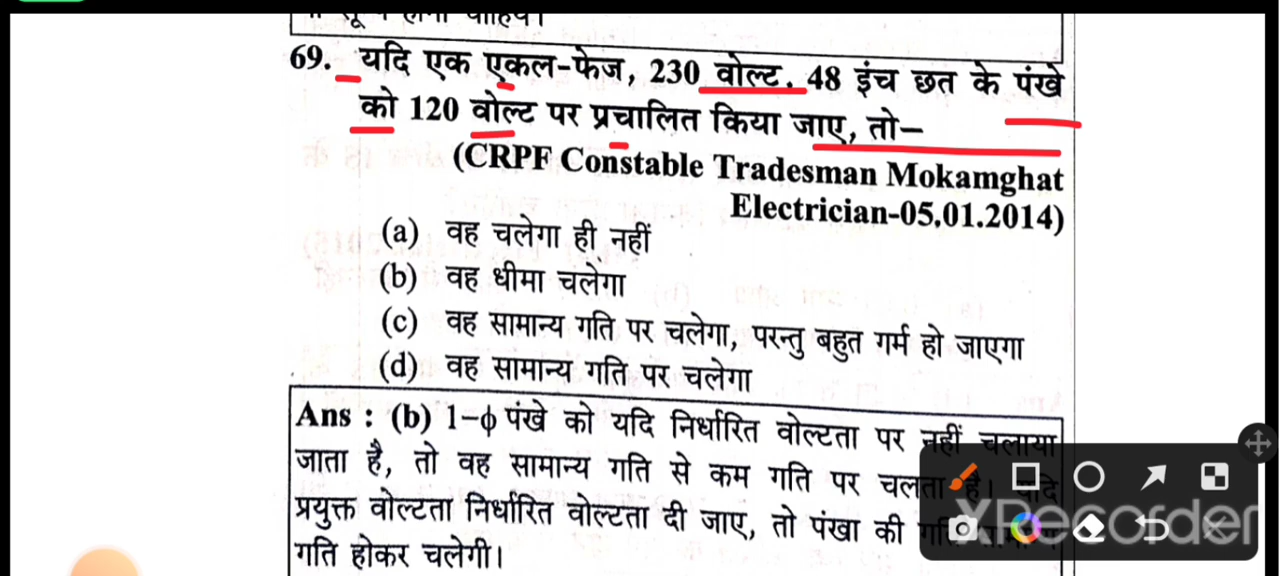 69. यदि एक एकल-फेज, 230 वोल्ट. 48 इंच छत के पंखे
को 120 वोल्ट पर प्रचालित किया जाए, तो–
(CRPF Constable Tradesman Mokamghat
Electrician-05.01.2014)
(a) वह चलेगा ही नहीं
(b) वह धीमा चलेगा
(c) वह सामान्य गति पर चलेगा, परन्तु बहुत गर्म हो जाएगा
(d) वह सामान्य गति पर चलेगा
Ans : (b) 1–ϕ पंखे को यदि निर्धारित वोल्टता पर नहीं चलाया
जाता है, तो वह सामान्य गति से कम गति पर चलता है। यदि
प्रयुक्त वोल्टता निर्धारित वोल्टता दी जाए, तो पंखा की
गति होकर चलेगी।
XRecorder